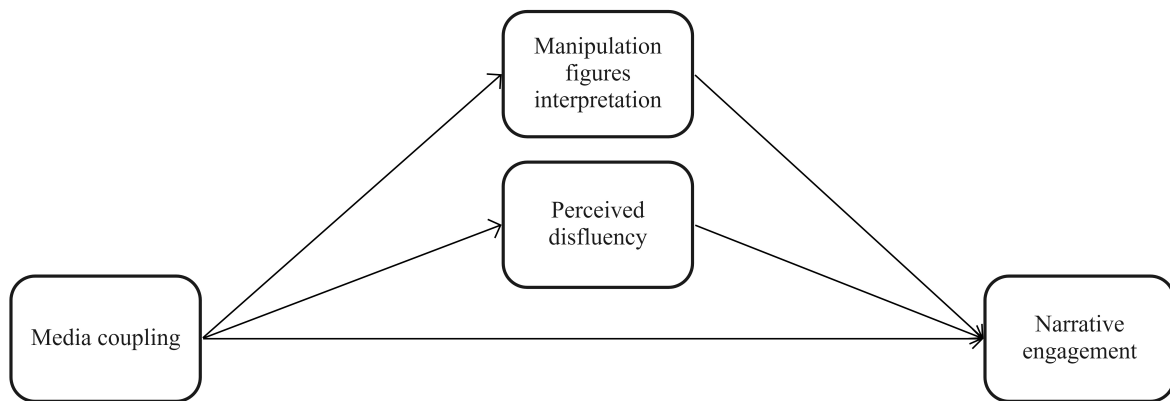 Manipulation
figures
interpretation
Perceived
disfluency
Media coupling
Narrative
engagement